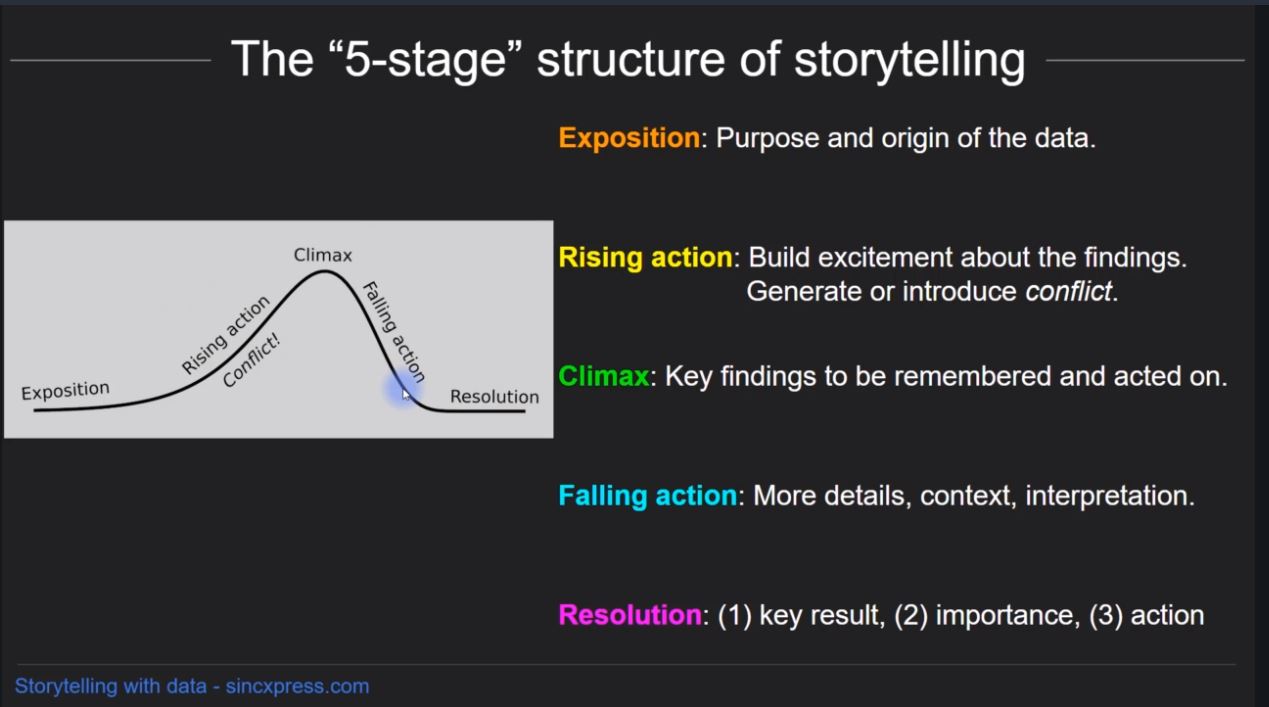 The “5-stage” structure of storytelling
Exposition: Purpose and origin of the data.
Climax
Rising action
Conflict!
Falling action
Exposition
Resolution
Rising action: Build excitement about the findings.
Generate or introduce conflict.
Climax: Key findings to be remembered and acted on.
Falling action: More details, context, interpretation.
Resolution: (1) key result, (2) importance, (3) action
Storytelling with data - sincxpress.com